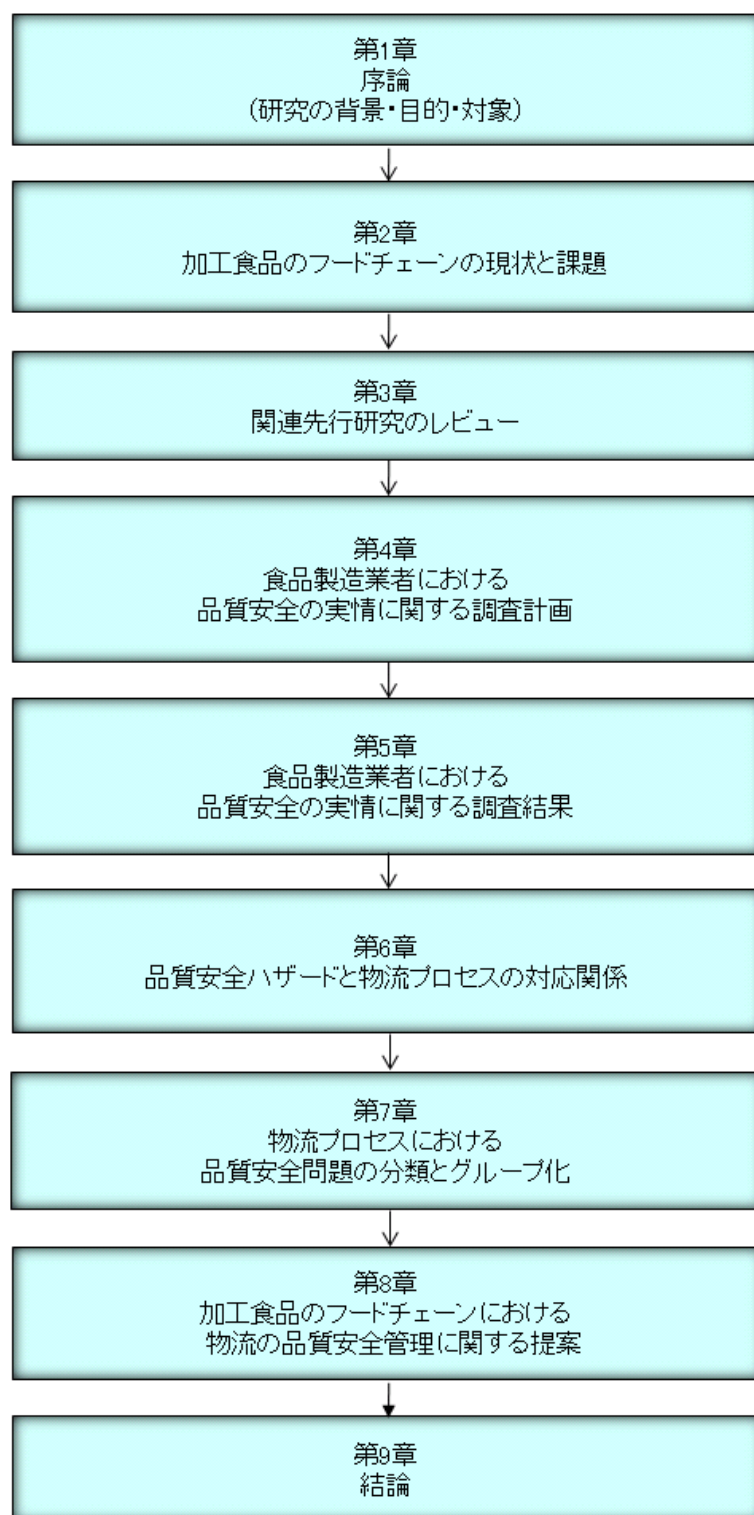 第1章
序論
（研究の背景・目的・対象）
第2章
加工食品のフードチェーンの現状と課題
第3章
関連先行研究のレビュー
第4章
食品製造業者における
品質安全の実情に関する調査計画
第5章
食品製造業者における
品質安全の実情に関する調査結果
第6章
品質安全ハザードと物流プロセスの対応関係
第7章
物流プロセスにおける
品質安全問題の分類とグループ化
第8章
加工食品のフードチェーンにおける
物流の品質安全管理に関する提案
第9章
結論